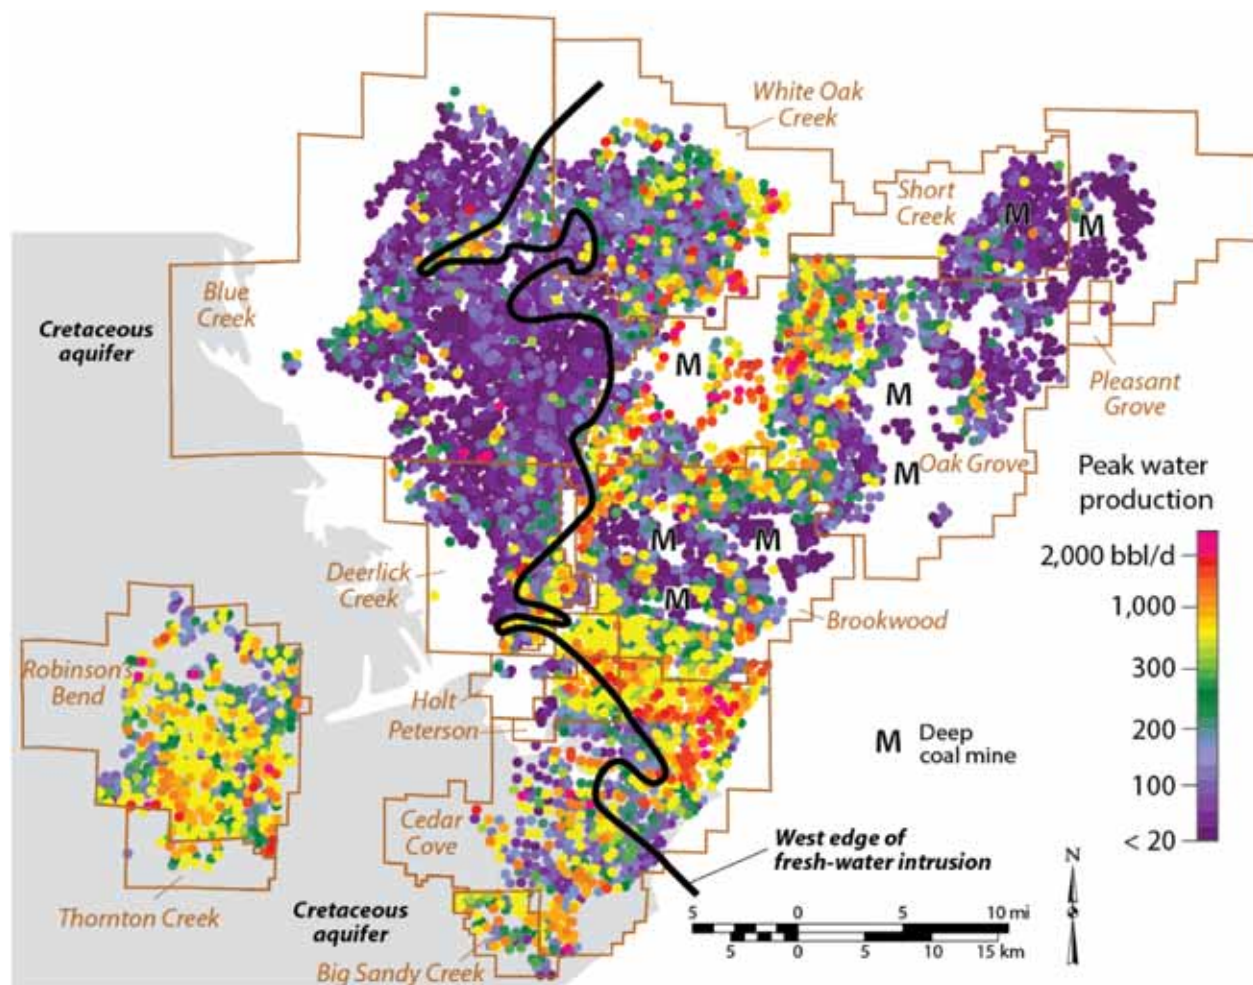 White Oak
Creek
Short
Creek
M
M
Blue
Creek
Cretaceous
aquifer
M
M
Pleasant
Grove
M
Oak Grove
Peak water
production
2,000 bbl/d
1,000
300
200
100
< 20
M
M
M
Deerlick
Creek
Brookwood
Robinson's
Bend
Holt
Peterson
M Deep
coal mine
Cedar
Cove
West edge of
fresh-water intrusion
N
Thornton Creek
Cretaceous
aquifer
Big Sandy Creek
5 0 5 10 mi
5 0 5 10 15 km